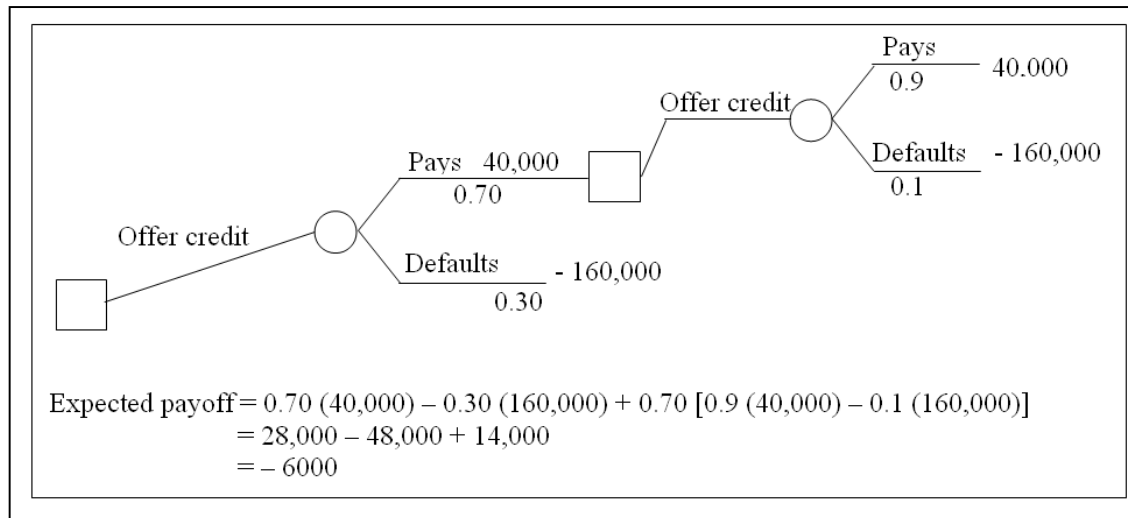 Pays
0.9
40.000
Offer credit
Defaults - 160,000
0.1
Pays 40,000
0.70
Offer credit
Defaults - 160,000
0.30
Expected payoff = 0.70 (40,000) – 0.30 (160,000) + 0.70 [0.9 (40,000) – 0.1 (160,000)]
= 28,000 – 48,000 + 14,000
= – 6000